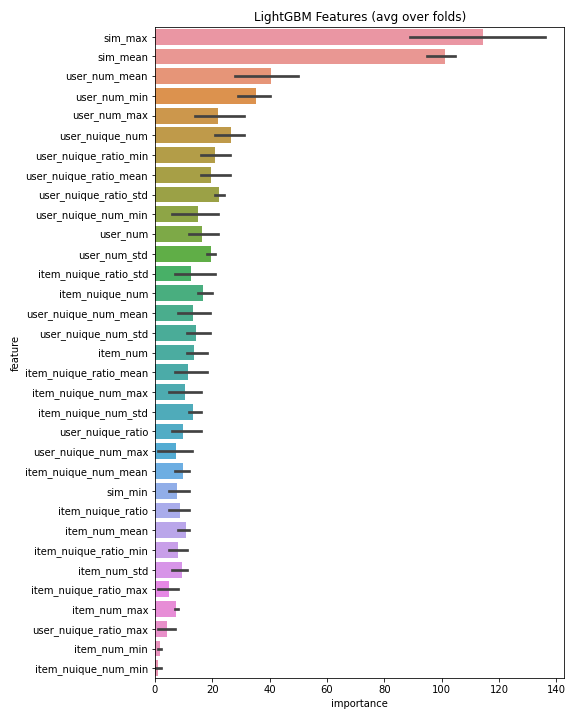 LightGBM Features (avg over folds)
sim_max
sim_mean
user_num_mean
user_num_min
user_num_max
user_nuique_num
user_nuique_ratio_min
user_nuique_ratio_mean
user_nuique_ratio_std
user_nuique_num_min
user_num
user_num_std
item_nuique_ratio_std
item_nuique_num
user_nuique_num_mean
user_nuique_num_std
item_num
item_nuique_ratio_mean
item_nuique_num_max
item_nuique_num_std
user_nuique_ratio
user_nuique_num_max
item_nuique_num_mean
sim_min
item_nuique_ratio
item_num_mean
item_nuique_ratio_min
item_num_std
item_nuique_ratio_max
item_num_max
user_nuique_ratio_max
item_num_min
item_nuique_num_min
feature
0 20 40 60 80 100 120 140
importance